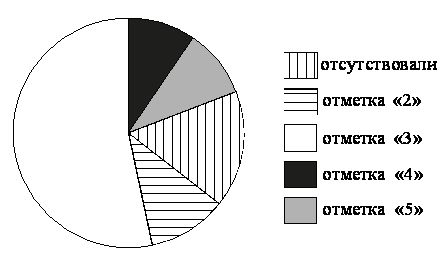 отсутствовали
отметка «2»
отметка «3»
отметка «4»
отметка «5»